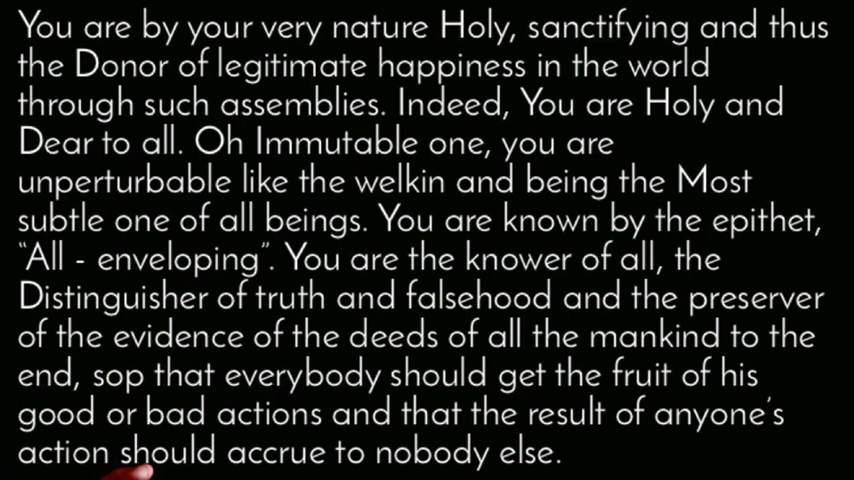 You are by your very nature Holy, sanctifying and thus
the Donor of legitimate happiness in the world
through such assemblies. Indeed, You are Holy and
Dear to all. Oh Immutable one, you are
unperturbable like the welkin and being the Most
subtle one of all beings. You are known by the epithet,
"All - enveloping". You are the knower of all, the
Distinguisher of truth and falsehood and the preserver
of the evidence of the deeds of all the mankind to the
end, sop that everybody should get the fruit of his
good or bad actions and that the result of anyone's
action should accrue to nobody else.